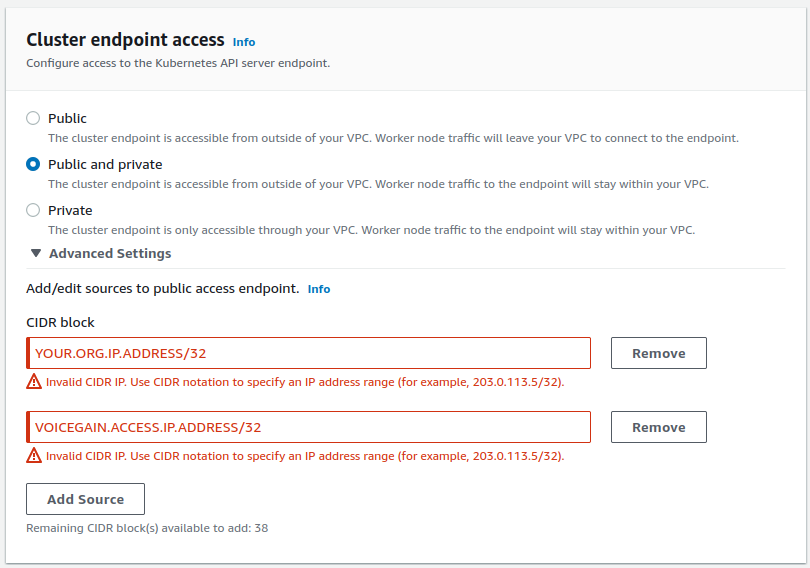 Cluster endpoint access Info
Configure access to the Kubernetes API server endpoint.
Public
The cluster endpoint is accessible from outside of your VPC. Worker node traffic will leave your VPC to connect to the endpoint.
Public and private
The cluster endpoint is accessible from outside of your VPC. Worker node traffic to the endpoint will stay within your VPC.
Private
The cluster endpoint is only accessible through your VPC. Worker node traffic to the endpoint will stay within your VPC.
Advanced Settings
Add/edit sources to public access endpoint. Info
CIDR block
YOUR.ORG.IP.ADDRESS/32 Remove
Invalid CIDR IP. Use CIDR notation to specify an IP address range (for example, 203.0.113.5/32).
VOICEGAIN.ACCESS.IP.ADDRESS/32 Remove
Invalid CIDR IP. Use CIDR notation to specify an IP address range (for example, 203.0.113.5/32).
Add Source
Remaining CIDR block(s) available to add: 38